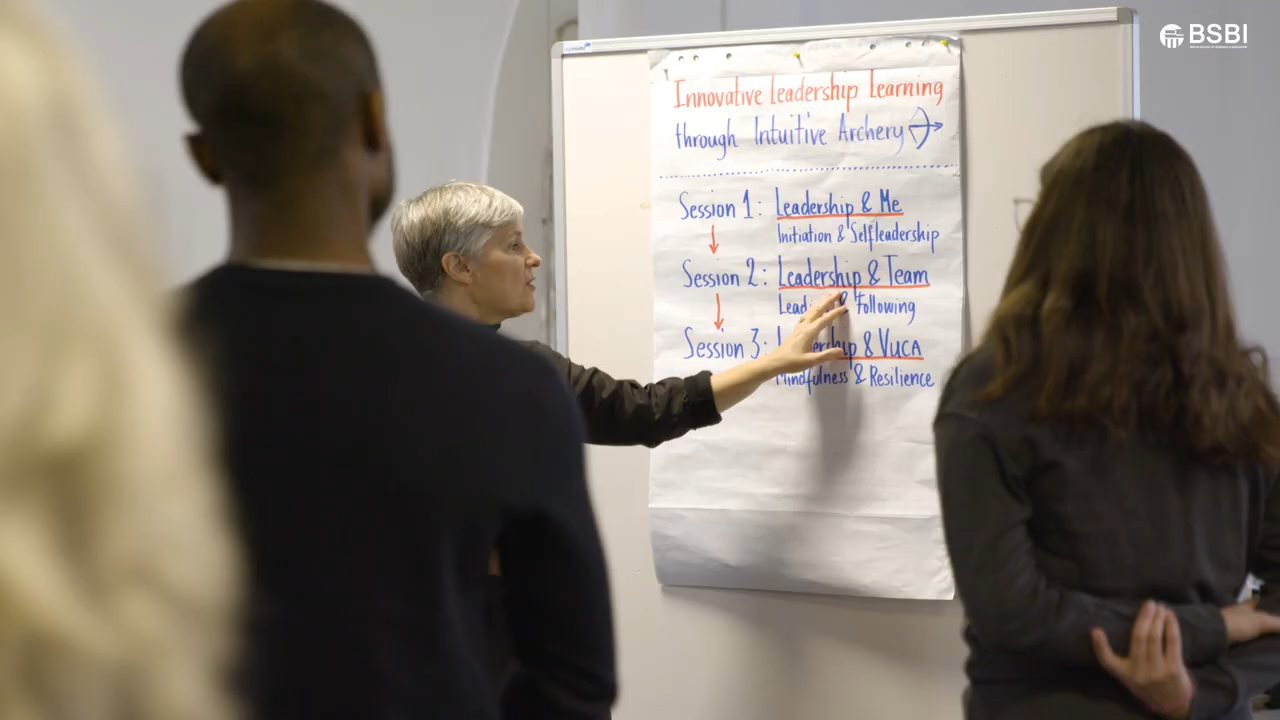 BSBI
Innovative Leadership Learning
through Intuitive Archery
Session 1: Leadership & Me
Initiation & Selfleadership
Session 2: Leadership & Team
& Following
Session 3: & VUCA
Mindfulness & Resilience